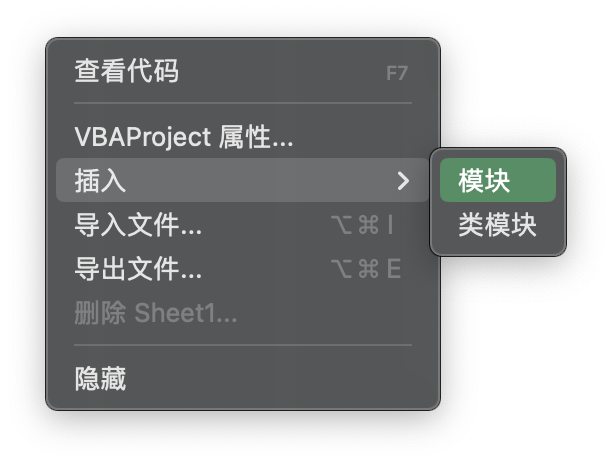 查看代码 F7
VBAProject 属性...
插入
模块
导入文件... ⌥⌘I
类模块
导出文件... ⌥⌘E
删除 Sheet1...
隐藏